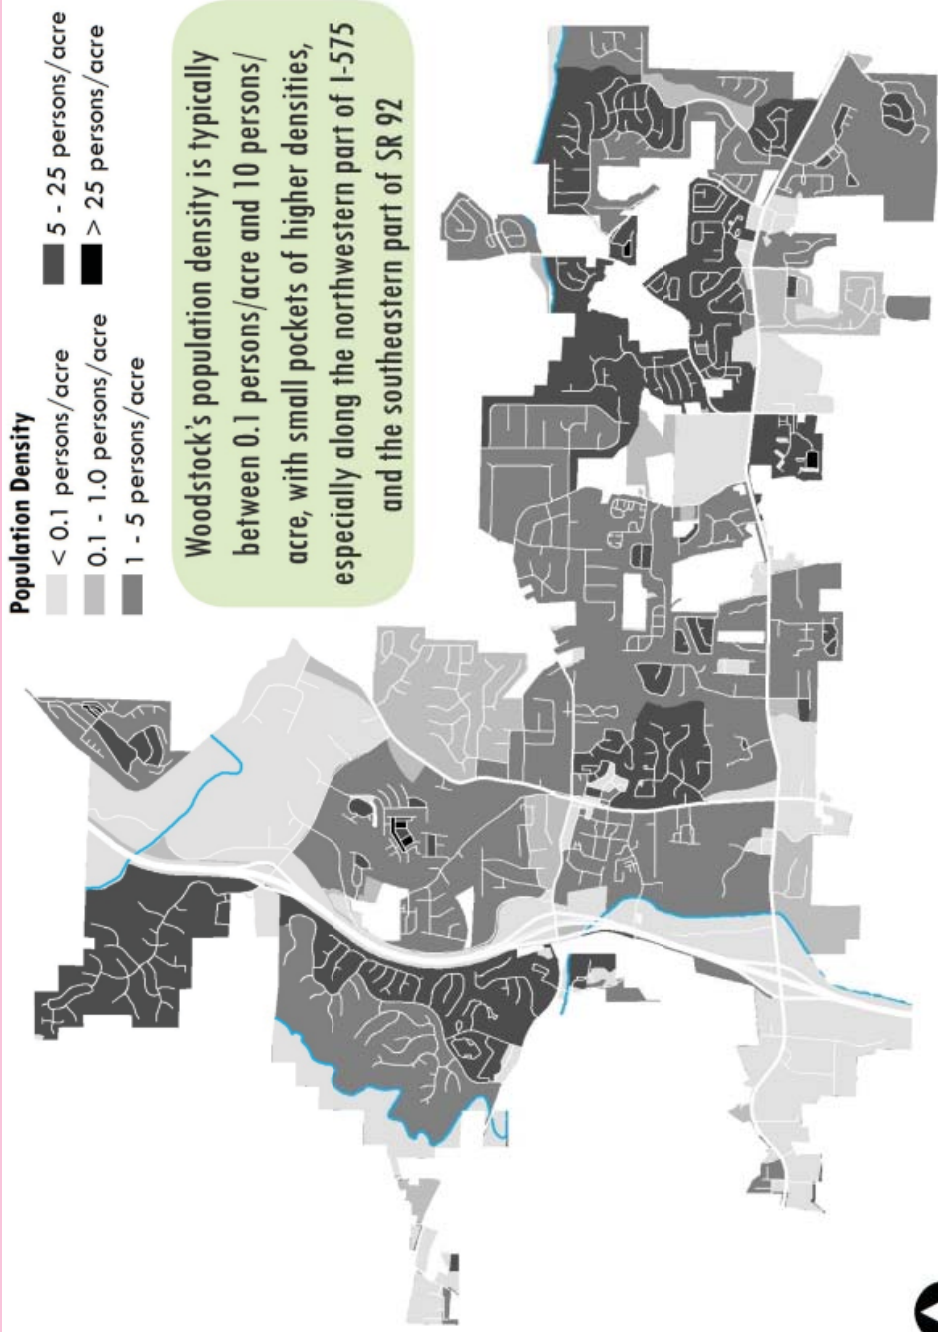 Population Density
< 0.1 persons/acre
0.1 - 1.0 persons/acre
1 - 5 persons/acre
5 - 25 persons/acre
> 25 persons/acre
Woodstock's population density is typically
between 0.1 persons/acre and 10 persons/
acre, with small pockets of higher densities,
especially along the northwestern part of I-575
and the southeastern part of SR 92